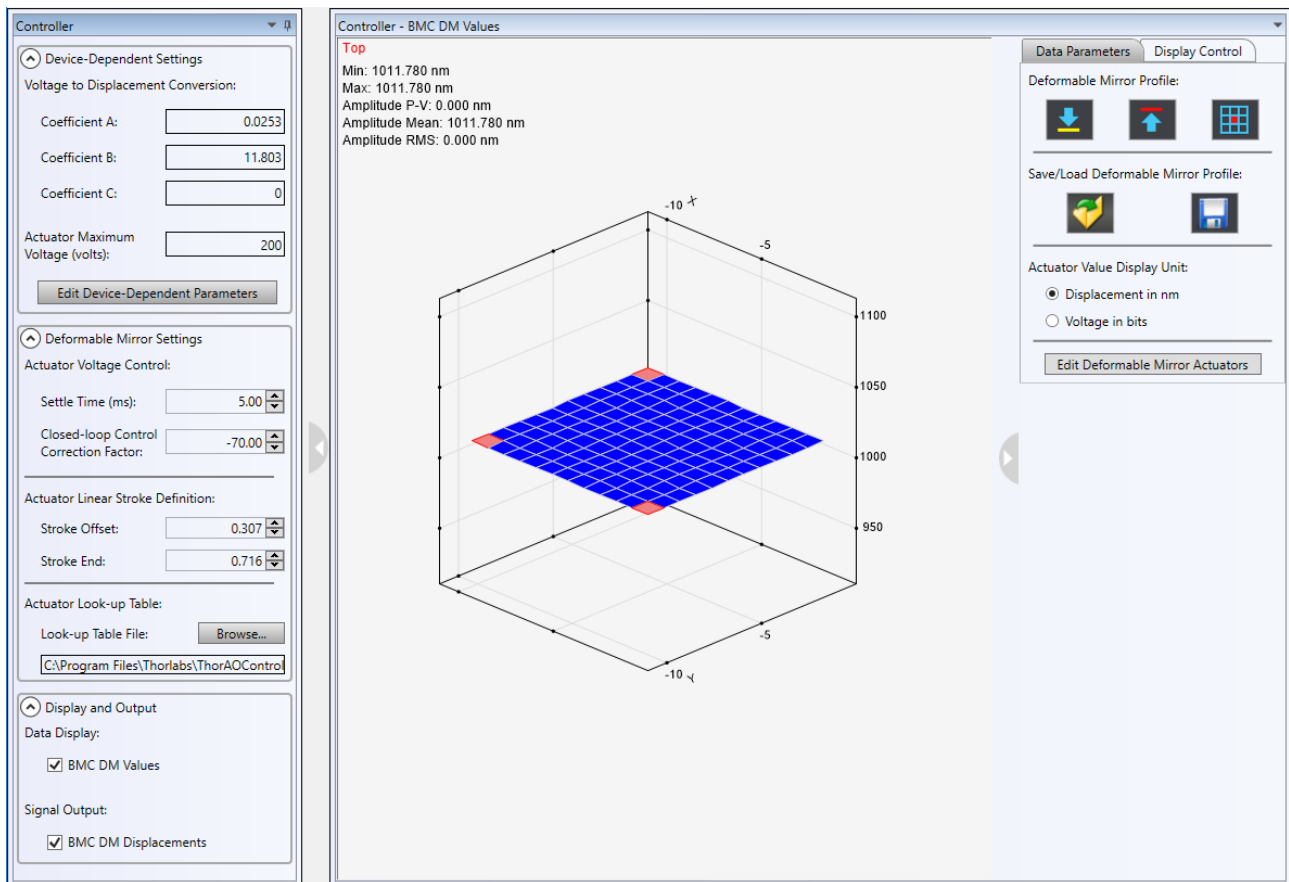 Controller
Device-Dependent Settings
Voltage to Displacement Conversion:
Coefficient A: 0.0253
Coefficient B: 11.803
Coefficient C: 0
Actuator Maximum
Voltage (volts): 200
Edit Device-Dependent Parameters
Deformable Mirror Settings
Actuator Voltage Control:
Settle Time (ms): 5.00
Closed-loop Control
Correction Factor: -70.00
Actuator Linear Stroke Definition:
Stroke Offset: 0.307
Stroke End: 0.716
Actuator Look-up Table:
Look-up Table File: Browse...
C:\Program Files\Thorlabs\ThorAOControl
Display and Output
Data Display:
BMC DM Values
Signal Output:
BMC DM Displacements
Controller - BMC DM Values
Top
Min: 1011.780 nm
Max: 1011.780 nm
Amplitude P-V: 0.000 nm
Amplitude Mean: 1011.780 nm
Amplitude RMS: 0.000 nm
-10 X
-5
1100
1050
1000
950
-5
-10 Y
Data Parameters Display Control
Deformable Mirror Profile:
Save/Load Deformable Mirror Profile:
Actuator Value Display Unit:
Displacement in nm
Voltage in bits
Edit Deformable Mirror Actuators